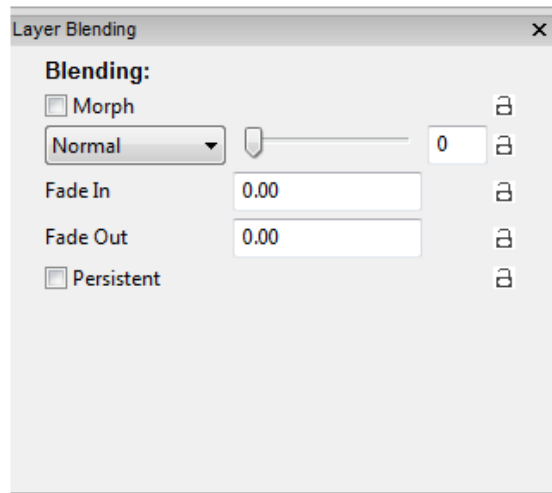 Layer Blending
Blending:
Morph
Normal 0
Fade In 0.00
Fade Out 0.00
Persistent